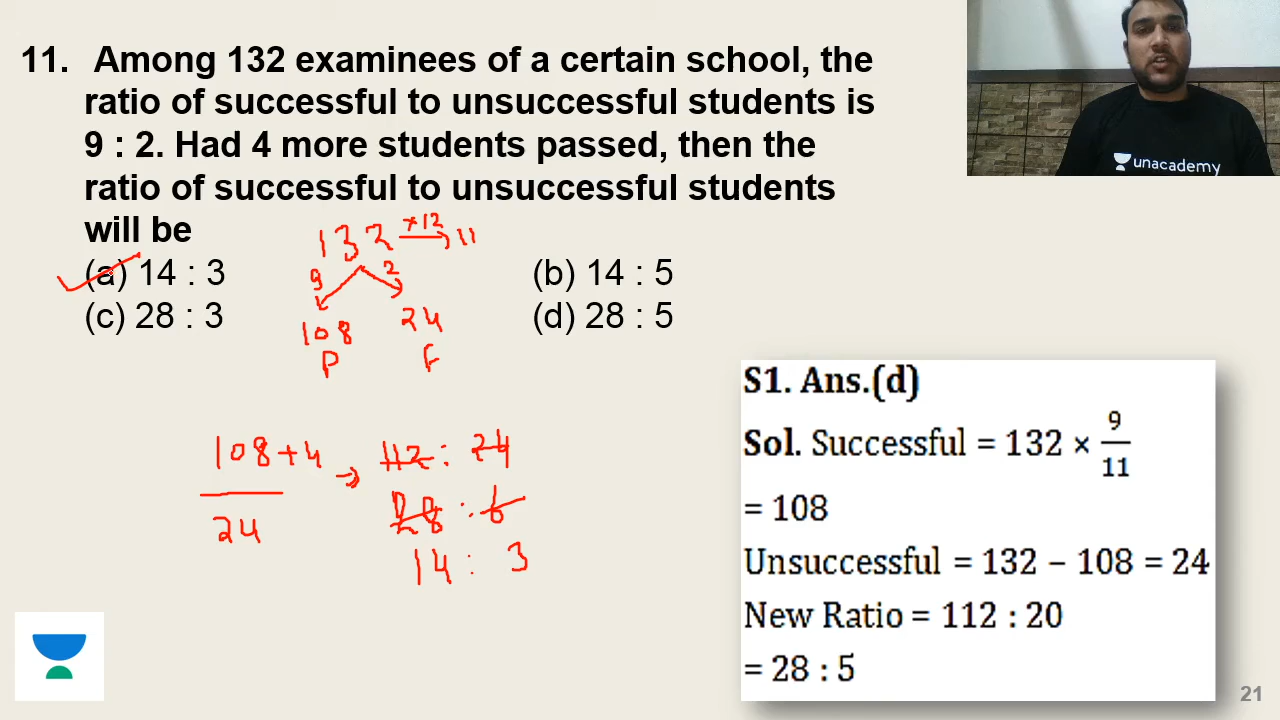 11. Among 132 examinees of a certain school, the
ratio of successful to unsuccessful students is
9 : 2. Had 4 more students passed, then the
ratio of successful to unsuccessful students
will be
(a) 14 : 3
(b) 14 : 5
(c) 28 : 3
(d) 28 : 5
132 ×12 11
9 2
108 24
P F
108+4
24
112 : 24
28 : 6
14 : 3
S1. Ans.(d)
Sol. Successful = 132 × 9/11
= 108
Unsuccessful = 132 − 108 = 24
New Ratio = 112 : 20
= 28 : 5
unacademy
21